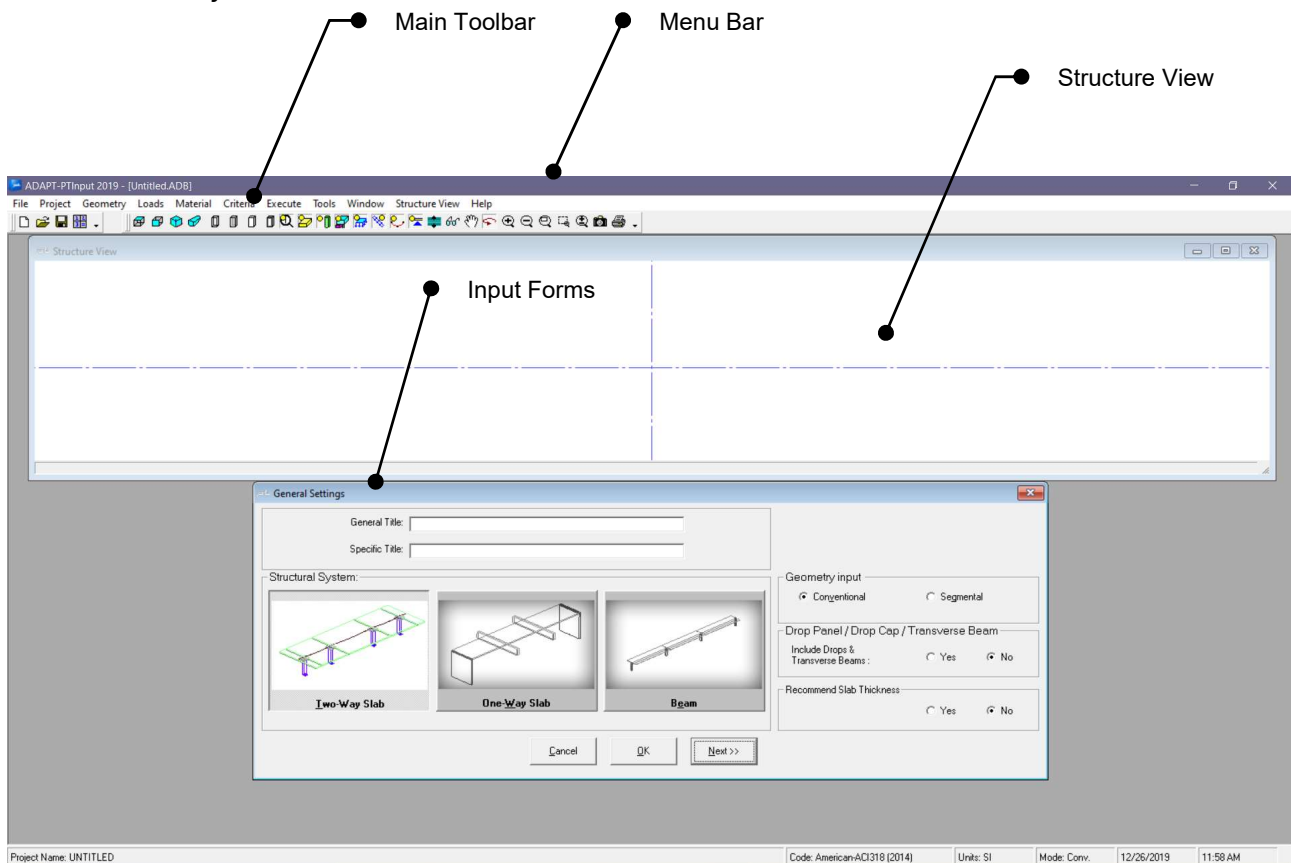 Main Toolbar
Menu Bar
Structure View
ADAPT-PTInput 2019 - [Untitled.ADB]
File Project Geometry Loads Material Criteria Execute Tools Window Structure View Help
Structure View
Input Forms
General Settings
General Title:
Specific Title:
Structural System:
Two-Way Slab
One-Way Slab
Beam
Geometry input
Conventional
Segmental
Drop Panel / Drop Cap / Transverse Beam
Include Drops &
Transverse Beams :
Yes
No
Recommend Slab Thickness
Yes
No
Cancel
OK
Next >>
Project Name: UNTITLED
Code: American-ACI318 (2014)
Units: SI
Mode: Conv.
12/26/2019
11:58 AM